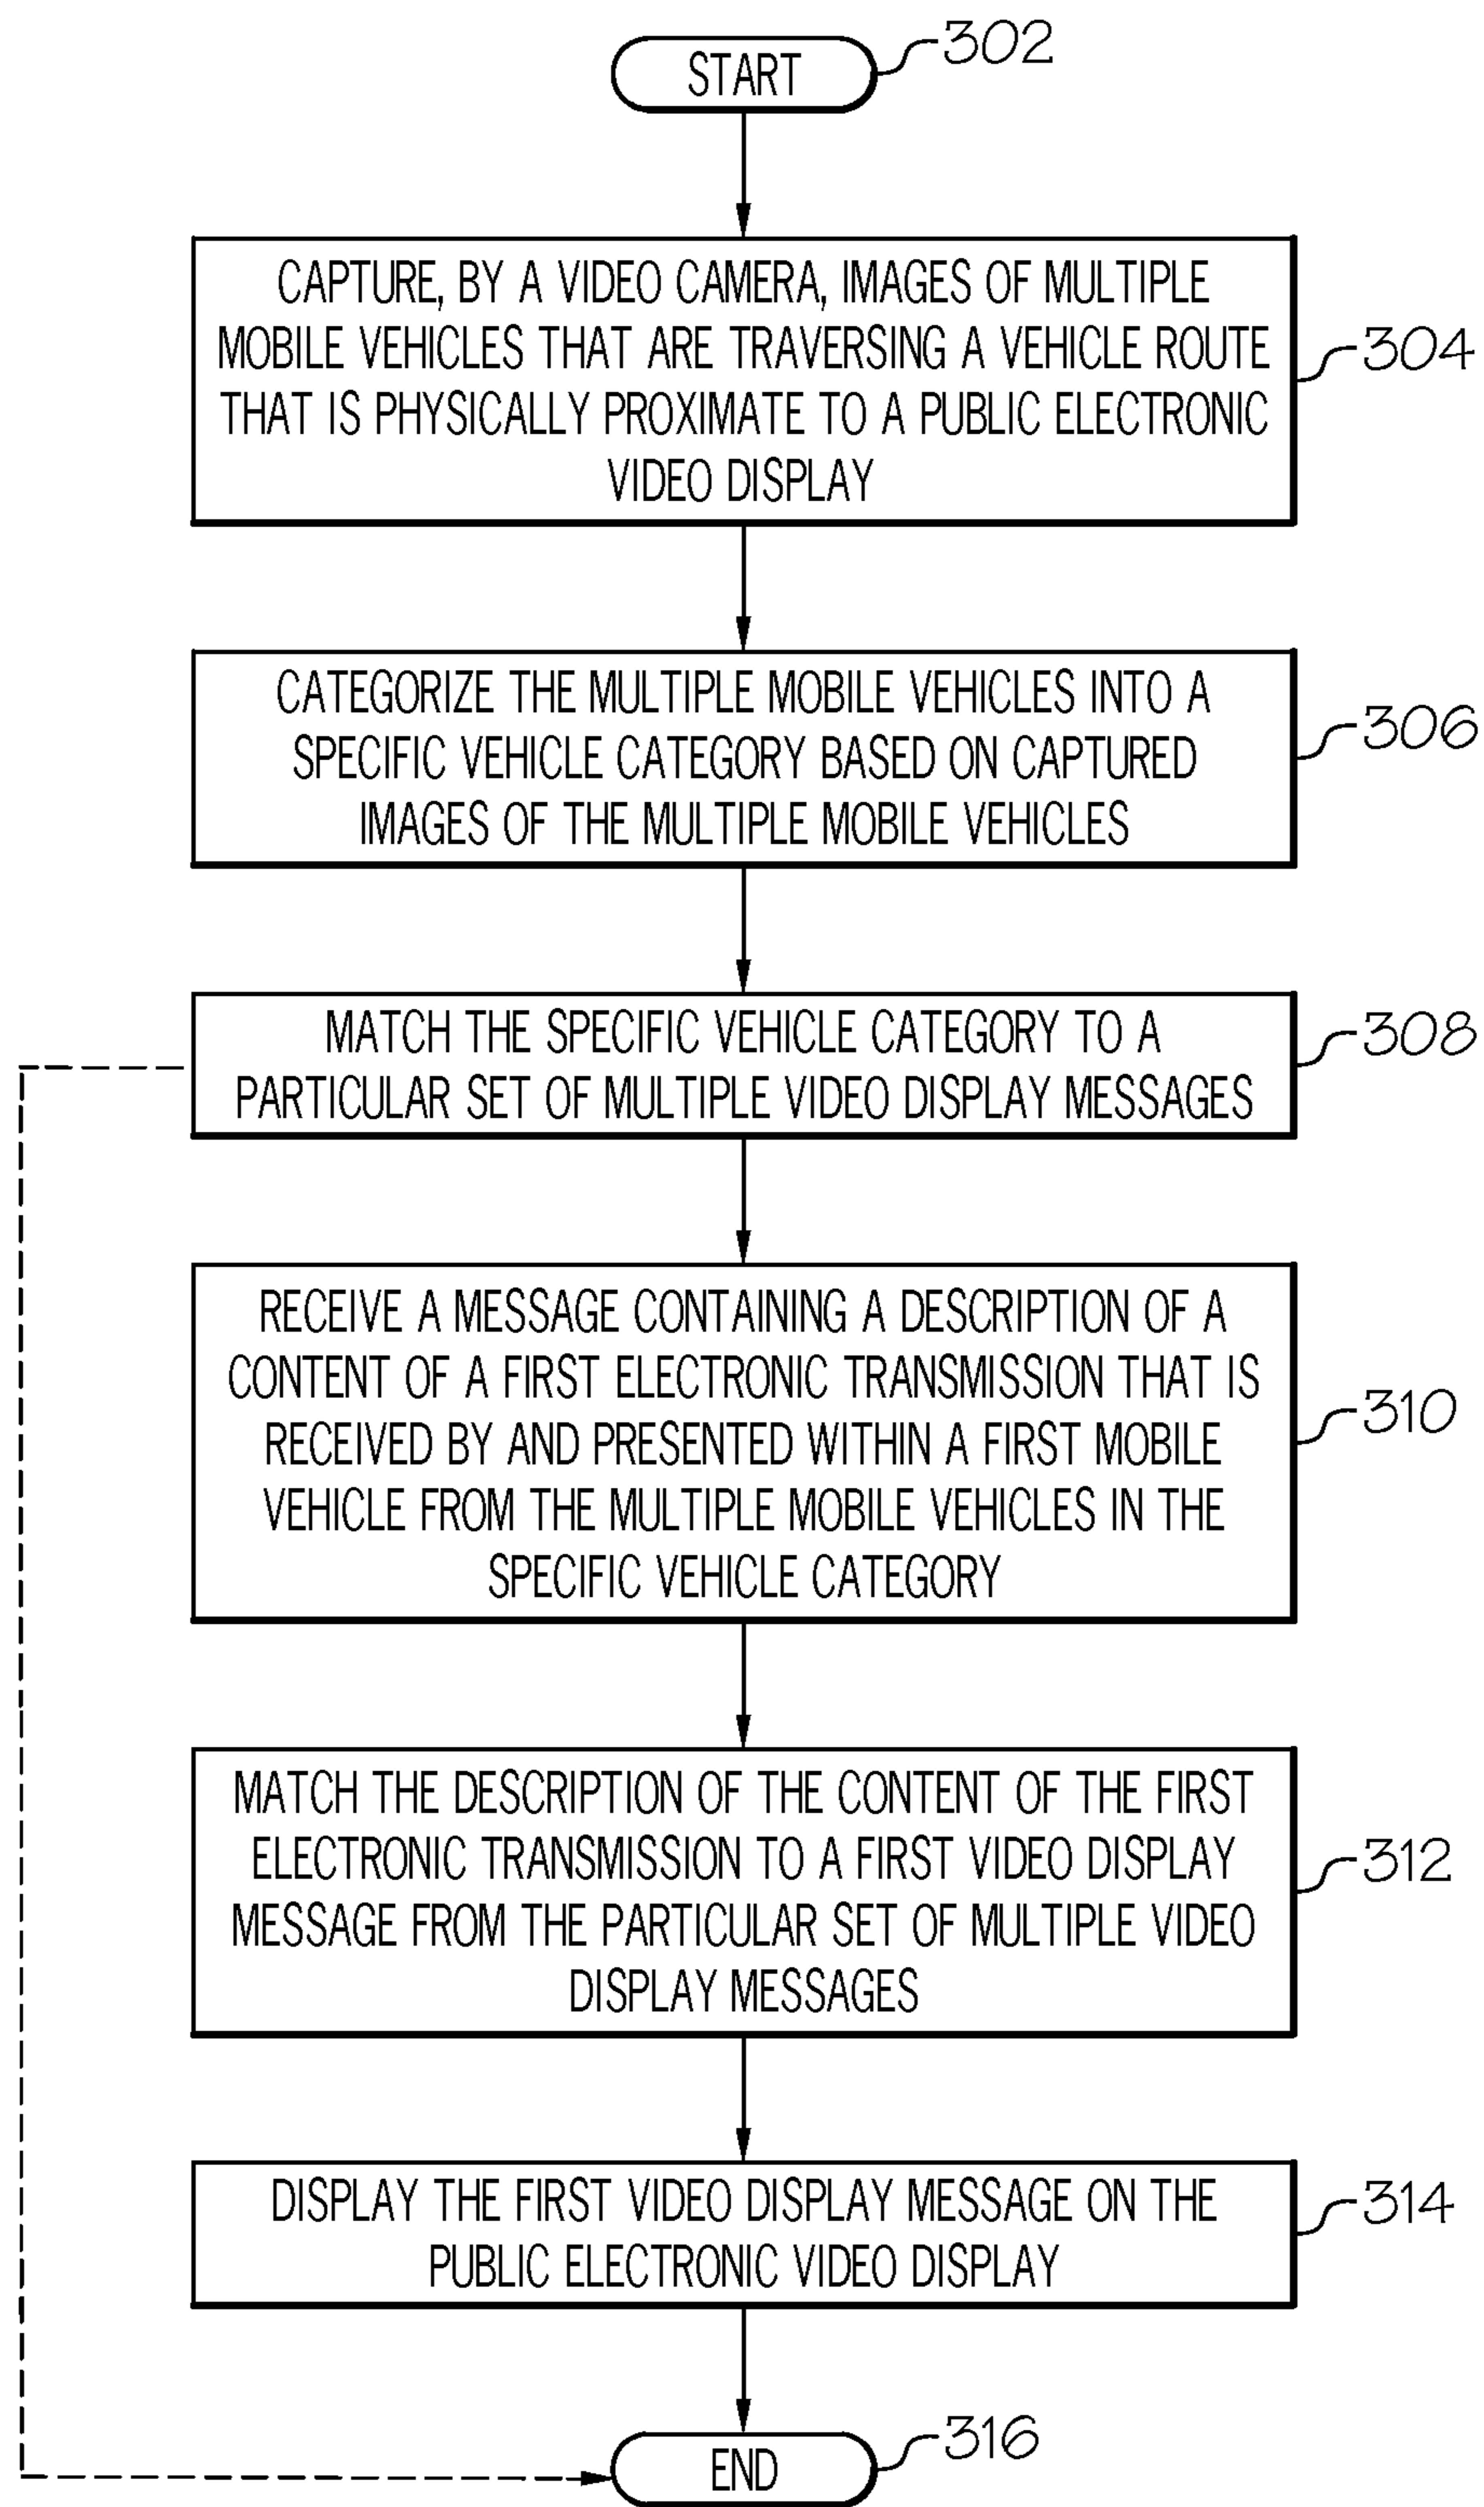 START
302
CAPTURE, BY A VIDEO CAMERA, IMAGES OF MULTIPLE
MOBILE VEHICLES THAT ARE TRAVERSING A VEHICLE ROUTE
THAT IS PHYSICALLY PROXIMATE TO A PUBLIC ELECTRONIC
VIDEO DISPLAY
304
CATEGORIZE THE MULTIPLE MOBILE VEHICLES INTO A
SPECIFIC VEHICLE CATEGORY BASED ON CAPTURED
IMAGES OF THE MULTIPLE MOBILE VEHICLES
306
MATCH THE SPECIFIC VEHICLE CATEGORY TO A
PARTICULAR SET OF MULTIPLE VIDEO DISPLAY MESSAGES
308
RECEIVE A MESSAGE CONTAINING A DESCRIPTION OF A
CONTENT OF A FIRST ELECTRONIC TRANSMISSION THAT IS
RECEIVED BY AND PRESENTED WITHIN A FIRST MOBILE
VEHICLE FROM THE MULTIPLE MOBILE VEHICLES IN THE
SPECIFIC VEHICLE CATEGORY
310
MATCH THE DESCRIPTION OF THE CONTENT OF THE FIRST
ELECTRONIC TRANSMISSION TO A FIRST VIDEO DISPLAY
MESSAGE FROM THE PARTICULAR SET OF MULTIPLE VIDEO
DISPLAY MESSAGES
312
DISPLAY THE FIRST VIDEO DISPLAY MESSAGE ON THE
PUBLIC ELECTRONIC VIDEO DISPLAY
314
END
316